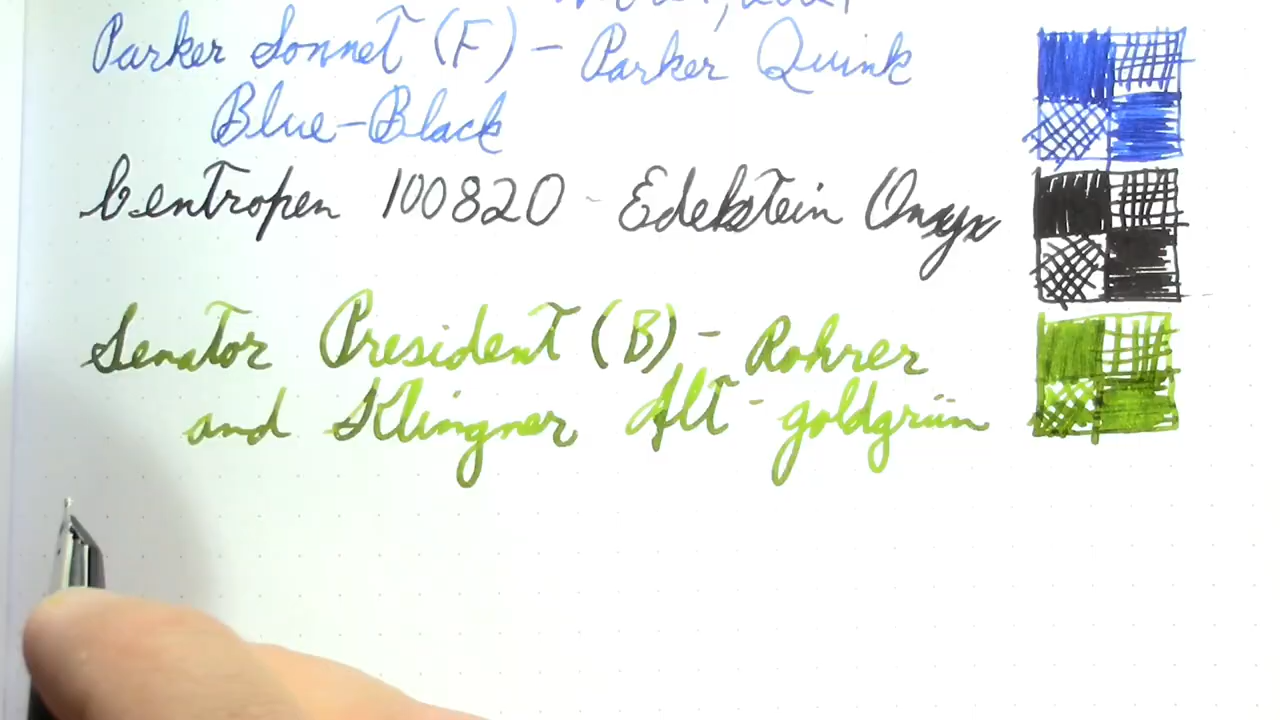 Parker Sonnet (F) - Parker Quink
Blue-Black
Centropen 100820 - Edelstein Onyx
Senator President (B) - Rohrer
and Klingner Alt-goldgrün